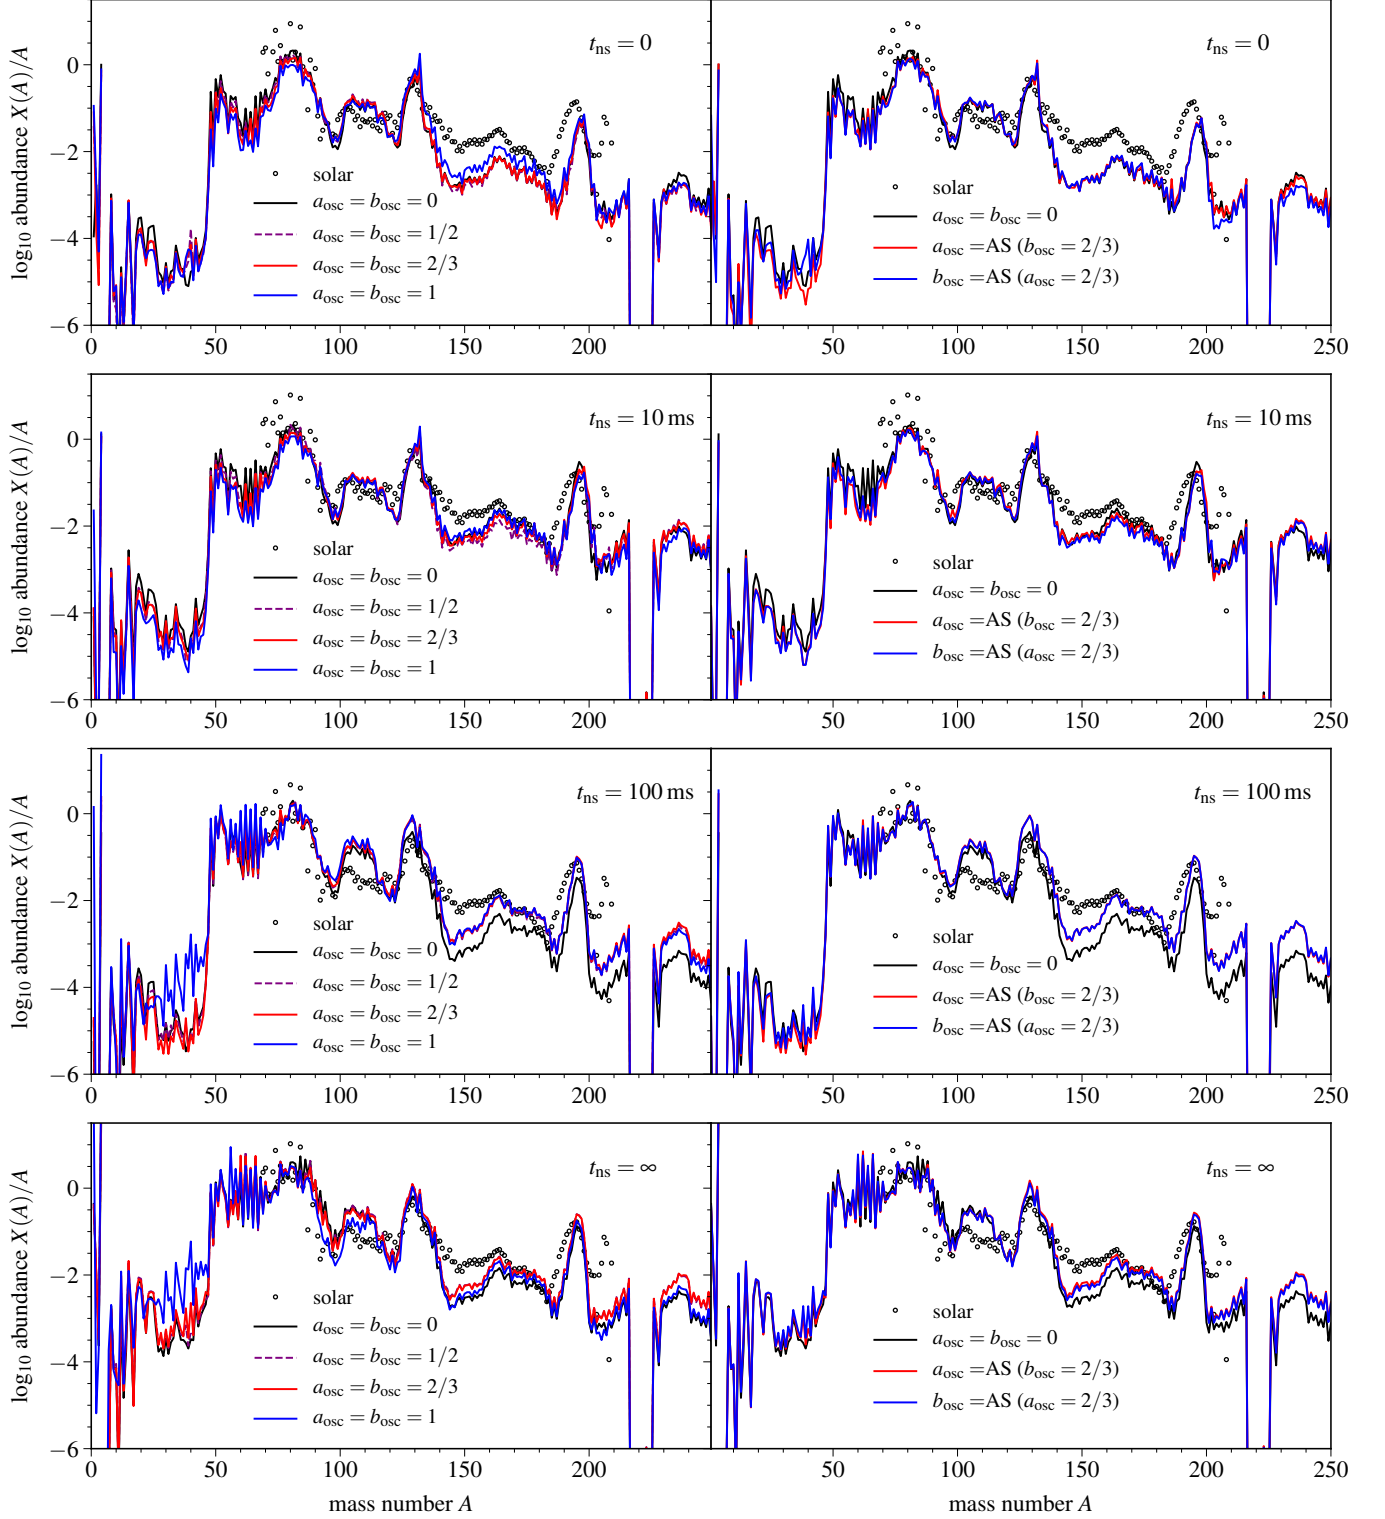 log₁₀ abundance X(A)/A
0
−2
−4
−6
t_ns = 0
solar
a_osc = b_osc = 0
a_osc = b_osc = 1/2
a_osc = b_osc = 2/3
a_osc = b_osc = 1
0 50 100 150 200
t_ns = 0
solar
a_osc = b_osc = 0
a_osc = AS (b_osc = 2/3)
b_osc = AS (a_osc = 2/3)
50 100 150 200 250
log₁₀ abundance X(A)/A
0
−2
−4
−6
t_ns = 10 ms
solar
a_osc = b_osc = 0
a_osc = b_osc = 1/2
a_osc = b_osc = 2/3
a_osc = b_osc = 1
0 50 100 150 200
t_ns = 10 ms
solar
a_osc = b_osc = 0
a_osc = AS (b_osc = 2/3)
b_osc = AS (a_osc = 2/3)
50 100 150 200 250
log₁₀ abundance X(A)/A
0
−2
−4
−6
t_ns = 100 ms
solar
a_osc = b_osc = 0
a_osc = b_osc = 1/2
a_osc = b_osc = 2/3
a_osc = b_osc = 1
0 50 100 150 200
t_ns = 100 ms
solar
a_osc = b_osc = 0
a_osc = AS (b_osc = 2/3)
b_osc = AS (a_osc = 2/3)
50 100 150 200 250
log₁₀ abundance X(A)/A
0
−2
−4
−6
t_ns = ∞
solar
a_osc = b_osc = 0
a_osc = b_osc = 1/2
a_osc = b_osc = 2/3
a_osc = b_osc = 1
0 50 100 150 200
mass number A
t_ns = ∞
solar
a_osc = b_osc = 0
a_osc = AS (b_osc = 2/3)
b_osc = AS (a_osc = 2/3)
50 100 150 200 250
mass number A